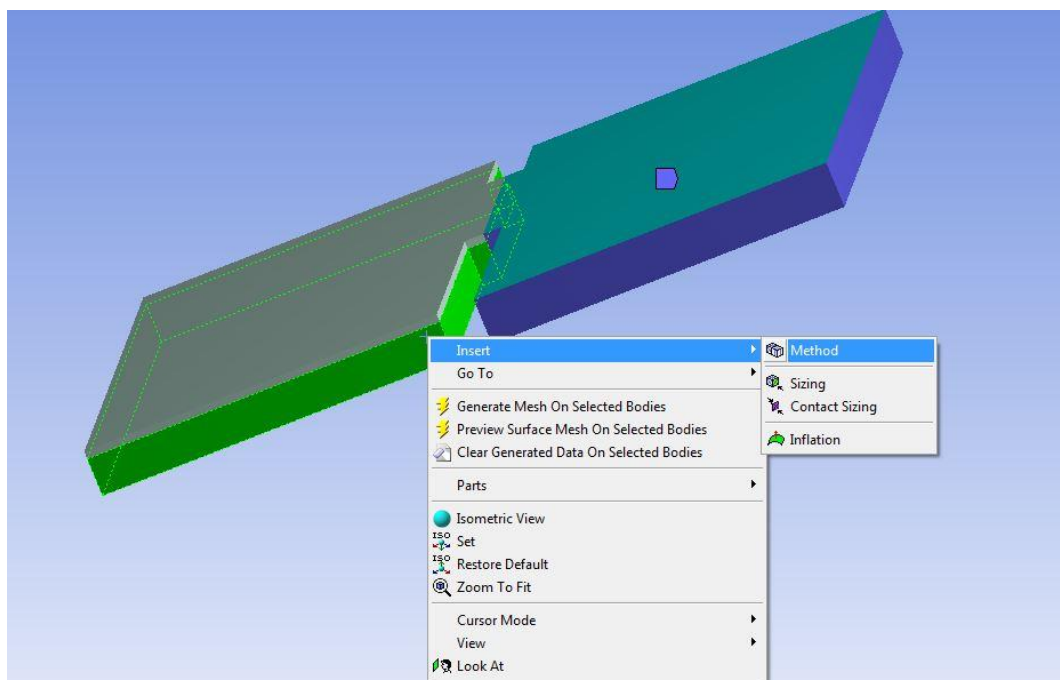 Insert
Go To
Generate Mesh On Selected Bodies
Preview Surface Mesh On Selected Bodies
Clear Generated Data On Selected Bodies
Parts
Isometric View
ISO
Set
ISO
Restore Default
Zoom To Fit
Cursor Mode
View
Look At
Method
Sizing
Contact Sizing
Inflation